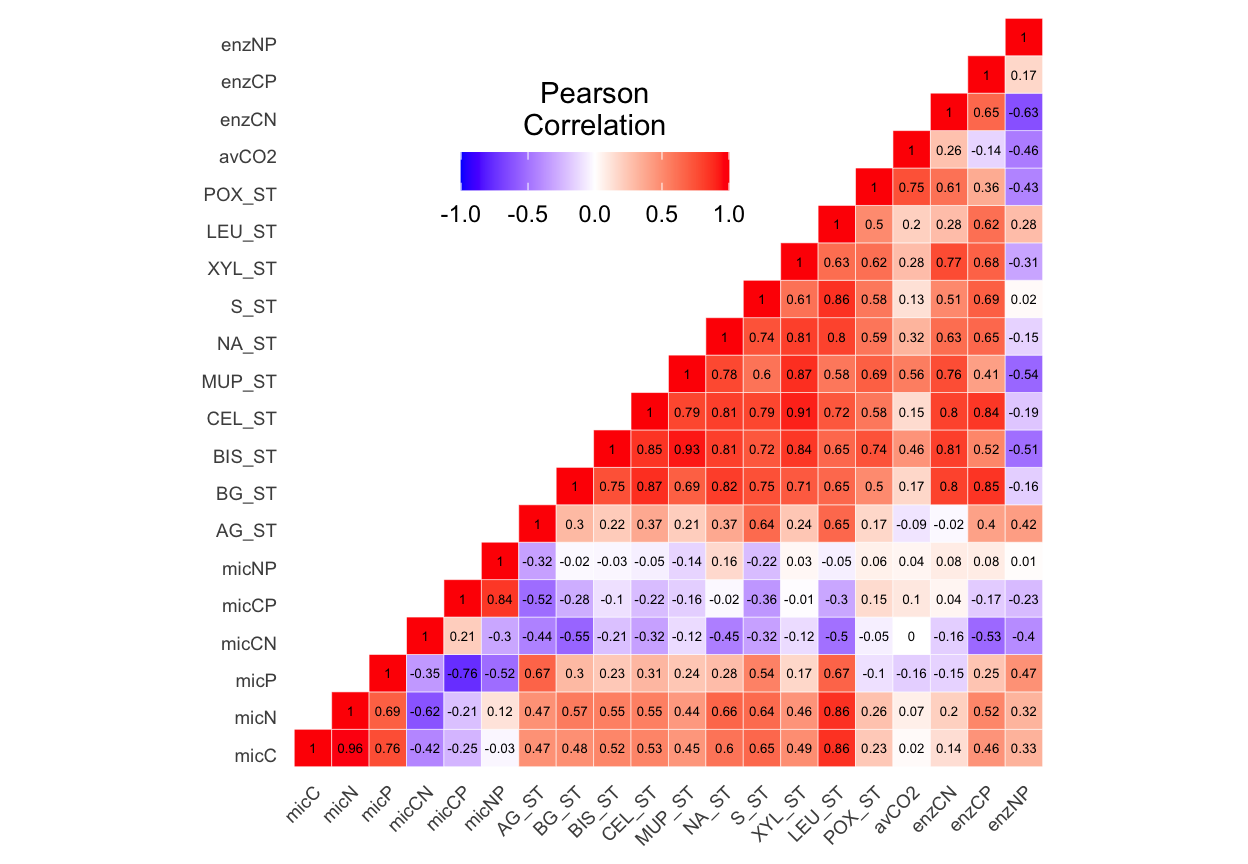 Pearson
Correlation
-1.0 -0.5 0.0 0.5 1.0
enzNP 1
enzCP 1 0.17
enzCN 1 0.65 -0.63
avCO2 1 0.26 -0.14 -0.46
POX_ST 1 0.75 0.61 0.36 -0.43
LEU_ST 1 0.5 0.2 0.28 0.62 0.28
XYL_ST 1 0.63 0.62 0.28 0.77 0.68 -0.31
S_ST 1 0.61 0.86 0.58 0.13 0.51 0.69 0.02
NA_ST 1 0.74 0.81 0.8 0.59 0.32 0.63 0.65 -0.15
MUP_ST 1 0.78 0.6 0.87 0.58 0.69 0.56 0.76 0.41 -0.54
CEL_ST 1 0.79 0.81 0.79 0.91 0.72 0.58 0.15 0.8 0.84 -0.19
BIS_ST 1 0.85 0.93 0.81 0.72 0.84 0.65 0.74 0.46 0.81 0.52 -0.51
BG_ST 1 0.75 0.87 0.69 0.82 0.75 0.71 0.65 0.5 0.17 0.8 0.85 -0.16
AG_ST 1 0.3 0.22 0.37 0.21 0.37 0.64 0.24 0.65 0.17 -0.09 -0.02 0.4 0.42
micNP 1 -0.32 -0.02 -0.03 -0.05 -0.14 0.16 -0.22 0.03 -0.05 0.06 0.04 0.08 0.08 0.01
micCP 1 0.84 -0.52 -0.28 -0.1 -0.22 -0.16 -0.02 -0.36 -0.01 -0.3 0.15 0.1 0.04 -0.17 -0.23
micCN 1 0.21 -0.3 -0.44 -0.55 -0.21 -0.32 -0.12 -0.45 -0.32 -0.12 -0.5 -0.05 0 -0.16 -0.53 -0.4
micP 1 -0.35 -0.76 -0.52 0.67 0.3 0.23 0.31 0.24 0.28 0.54 0.17 0.67 -0.1 -0.16 -0.15 0.25 0.47
micN 1 0.69 -0.62 -0.21 0.12 0.47 0.57 0.55 0.55 0.44 0.66 0.64 0.46 0.86 0.26 0.07 0.2 0.52 0.32
micC 1 0.96 0.76 -0.42 -0.25 -0.03 0.47 0.48 0.52 0.53 0.45 0.6 0.65 0.49 0.86 0.23 0.02 0.14 0.46 0.33
micC micN micP micCN micCP micNP AG_ST BG_ST BIS_ST CEL_ST MUP_ST NA_ST S_ST XYL_ST LEU_ST POX_ST avCO2 enzCN enzCP enzNP